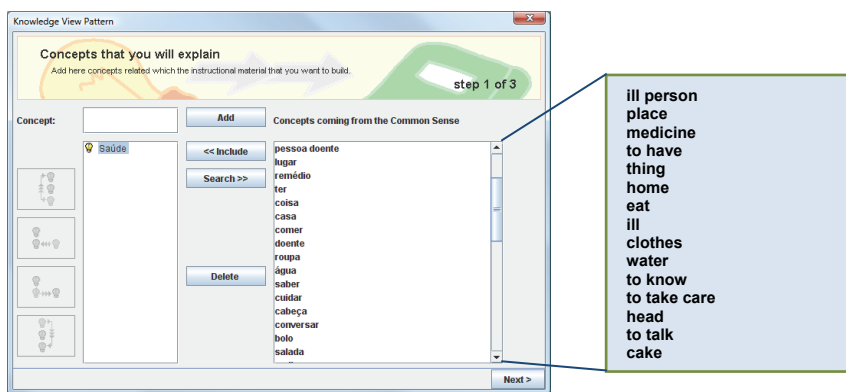 Knowledge View Pattern
Concepts that you will explain
Add here concepts related which the instructional material that you want to build.
step 1 of 3
Concept:
Add
Concepts coming from the Common Sense
Saúde
<< Include
Search >>
Delete
pessoa doente
lugar
remédio
ter
coisa
casa
comer
doente
roupa
água
saber
cuidar
cabeça
conversar
bolo
salada
Next >
ill person
place
medicine
to have
thing
home
eat
ill
clothes
water
to know
to take care
head
to talk
cake